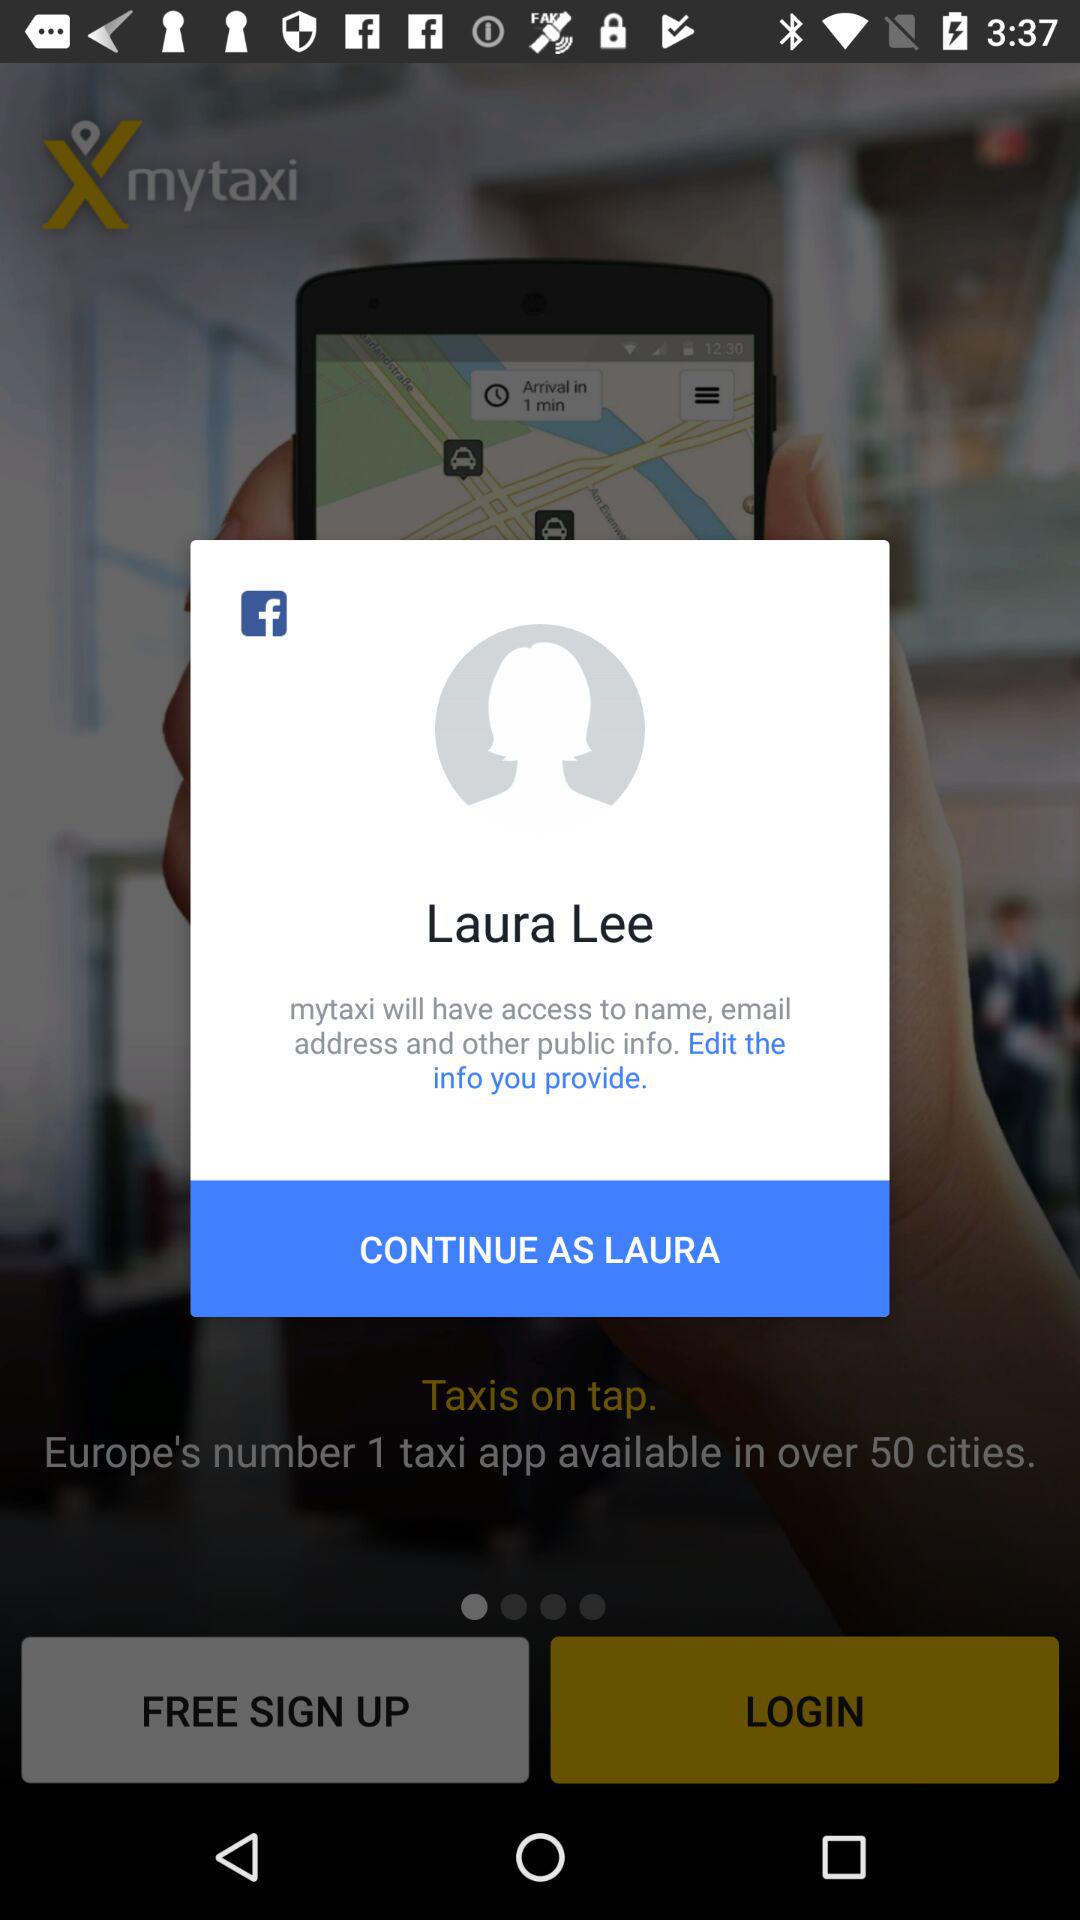 FAKE
3:37
mytaxi
12:30
Arrival in
1 min
Laura Lee
mytaxi will have access to name, email
address and other public info. Edit the
info you provide.
CONTINUE AS LAURA
Taxis on tap.
Europe's number 1 taxi app available in over 50 cities.
FREE SIGN UP
LOGIN